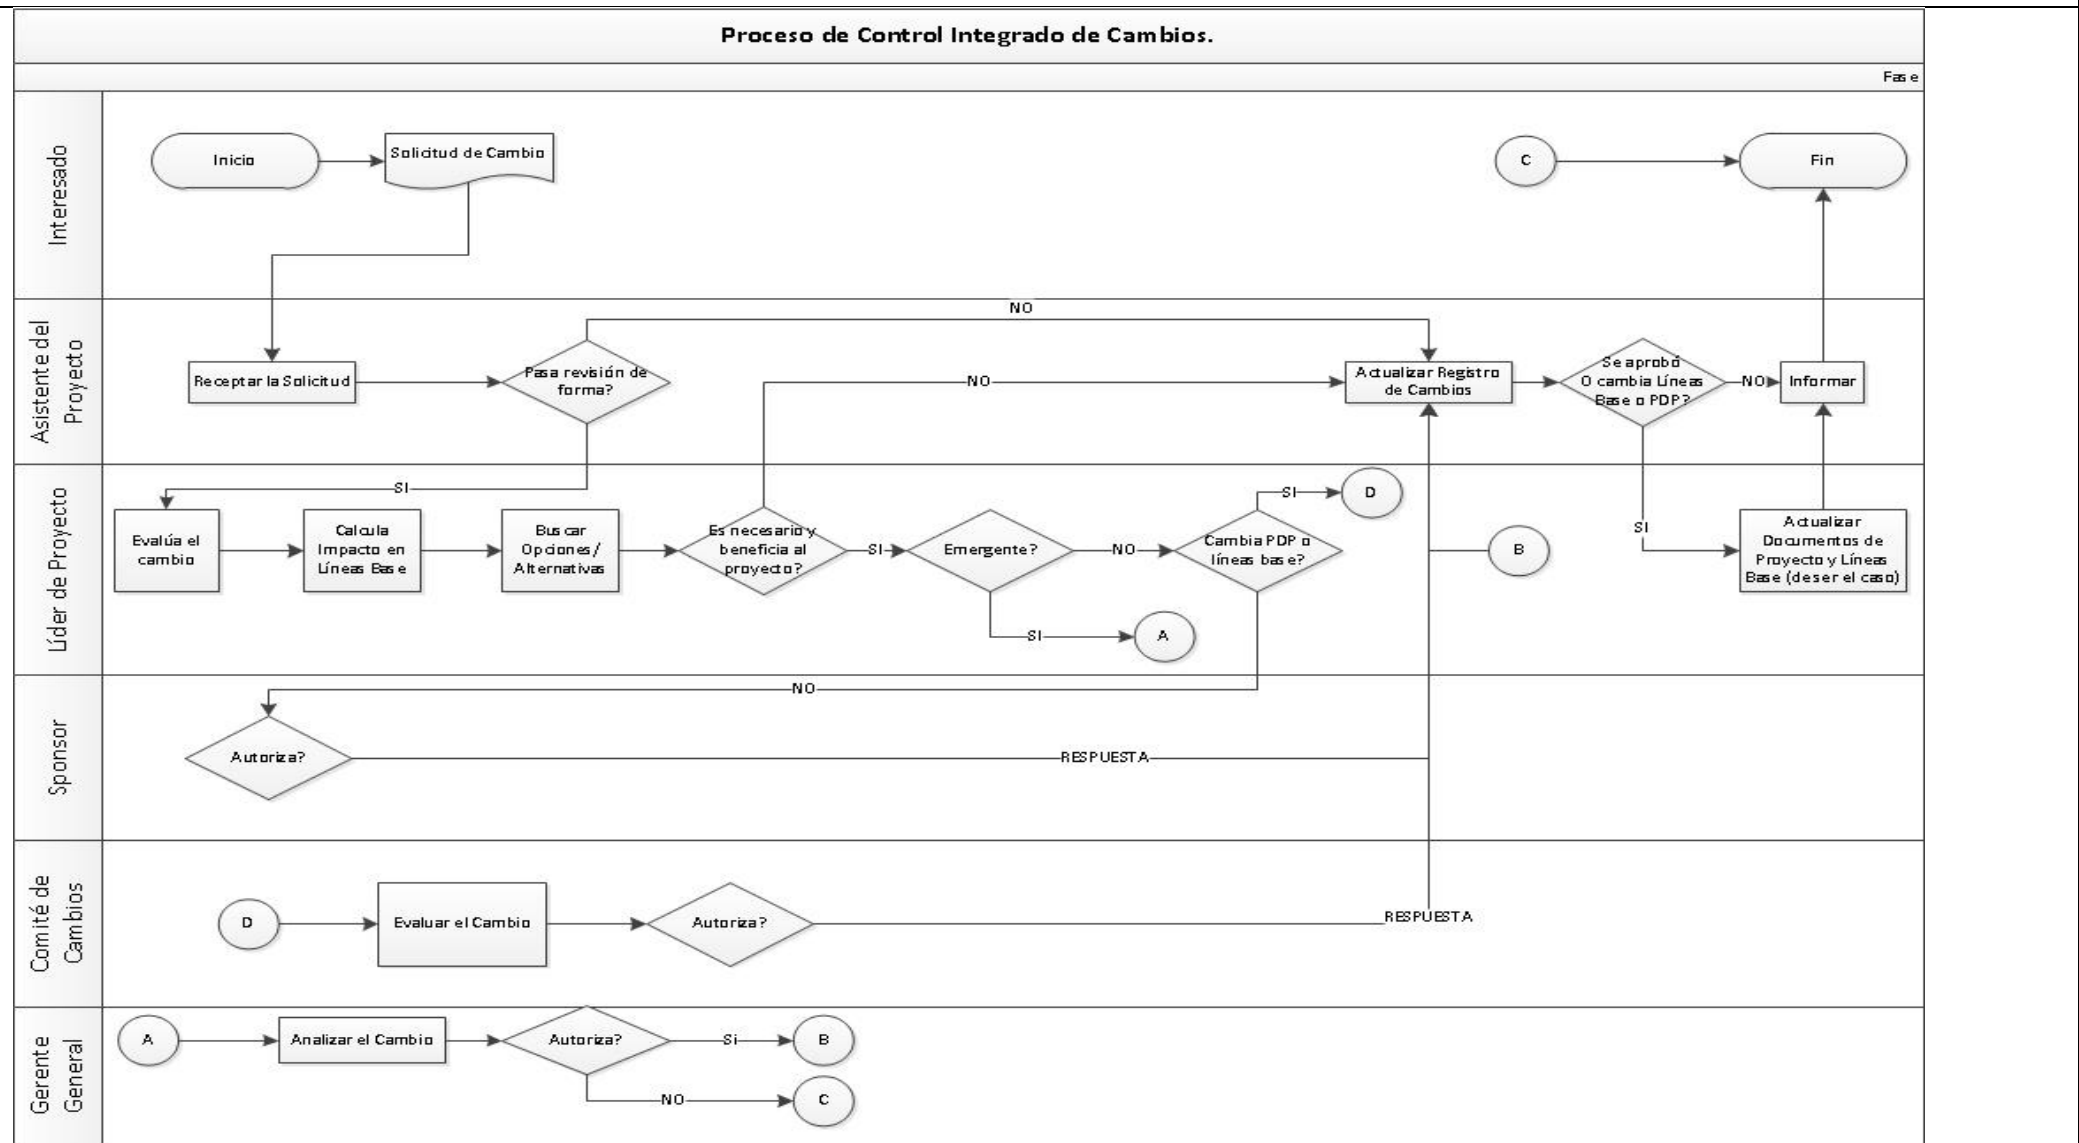 Proceso de Control Integrado de Cambios.
Fase
Interesado
Inicio
Solicitud de Cambio
C
Fin
Asistente del
Proyecto
NO
Receptar la Solicitud
Pasa revisión de
forma?
NO
Actualizar Registro
de Cambios
Se aprobó
O cambia Líneas
Base o PDP?
NO
Informar
Líder de Proyecto
SI
Evalúa el
cambio
Calcula
Impacto en
Líneas Base
Buscar
Opciones/
Alternativas
Es necesario y
beneficia al
proyecto?
SI
Emergente?
NO
Cambia PDP o
líneas base?
SI
D
B
SI
Actualizar
Documentos de
Proyecto y Líneas
Base (deser el caso)
SI
A
Sponsor
NO
Autoriza?
RESPUESTA
Comité de
Cambios
D
Evaluar el Cambio
Autoriza?
RESPUESTA
Gerente
General
A
Analizar el Cambio
Autoriza?
Si
B
NO
C